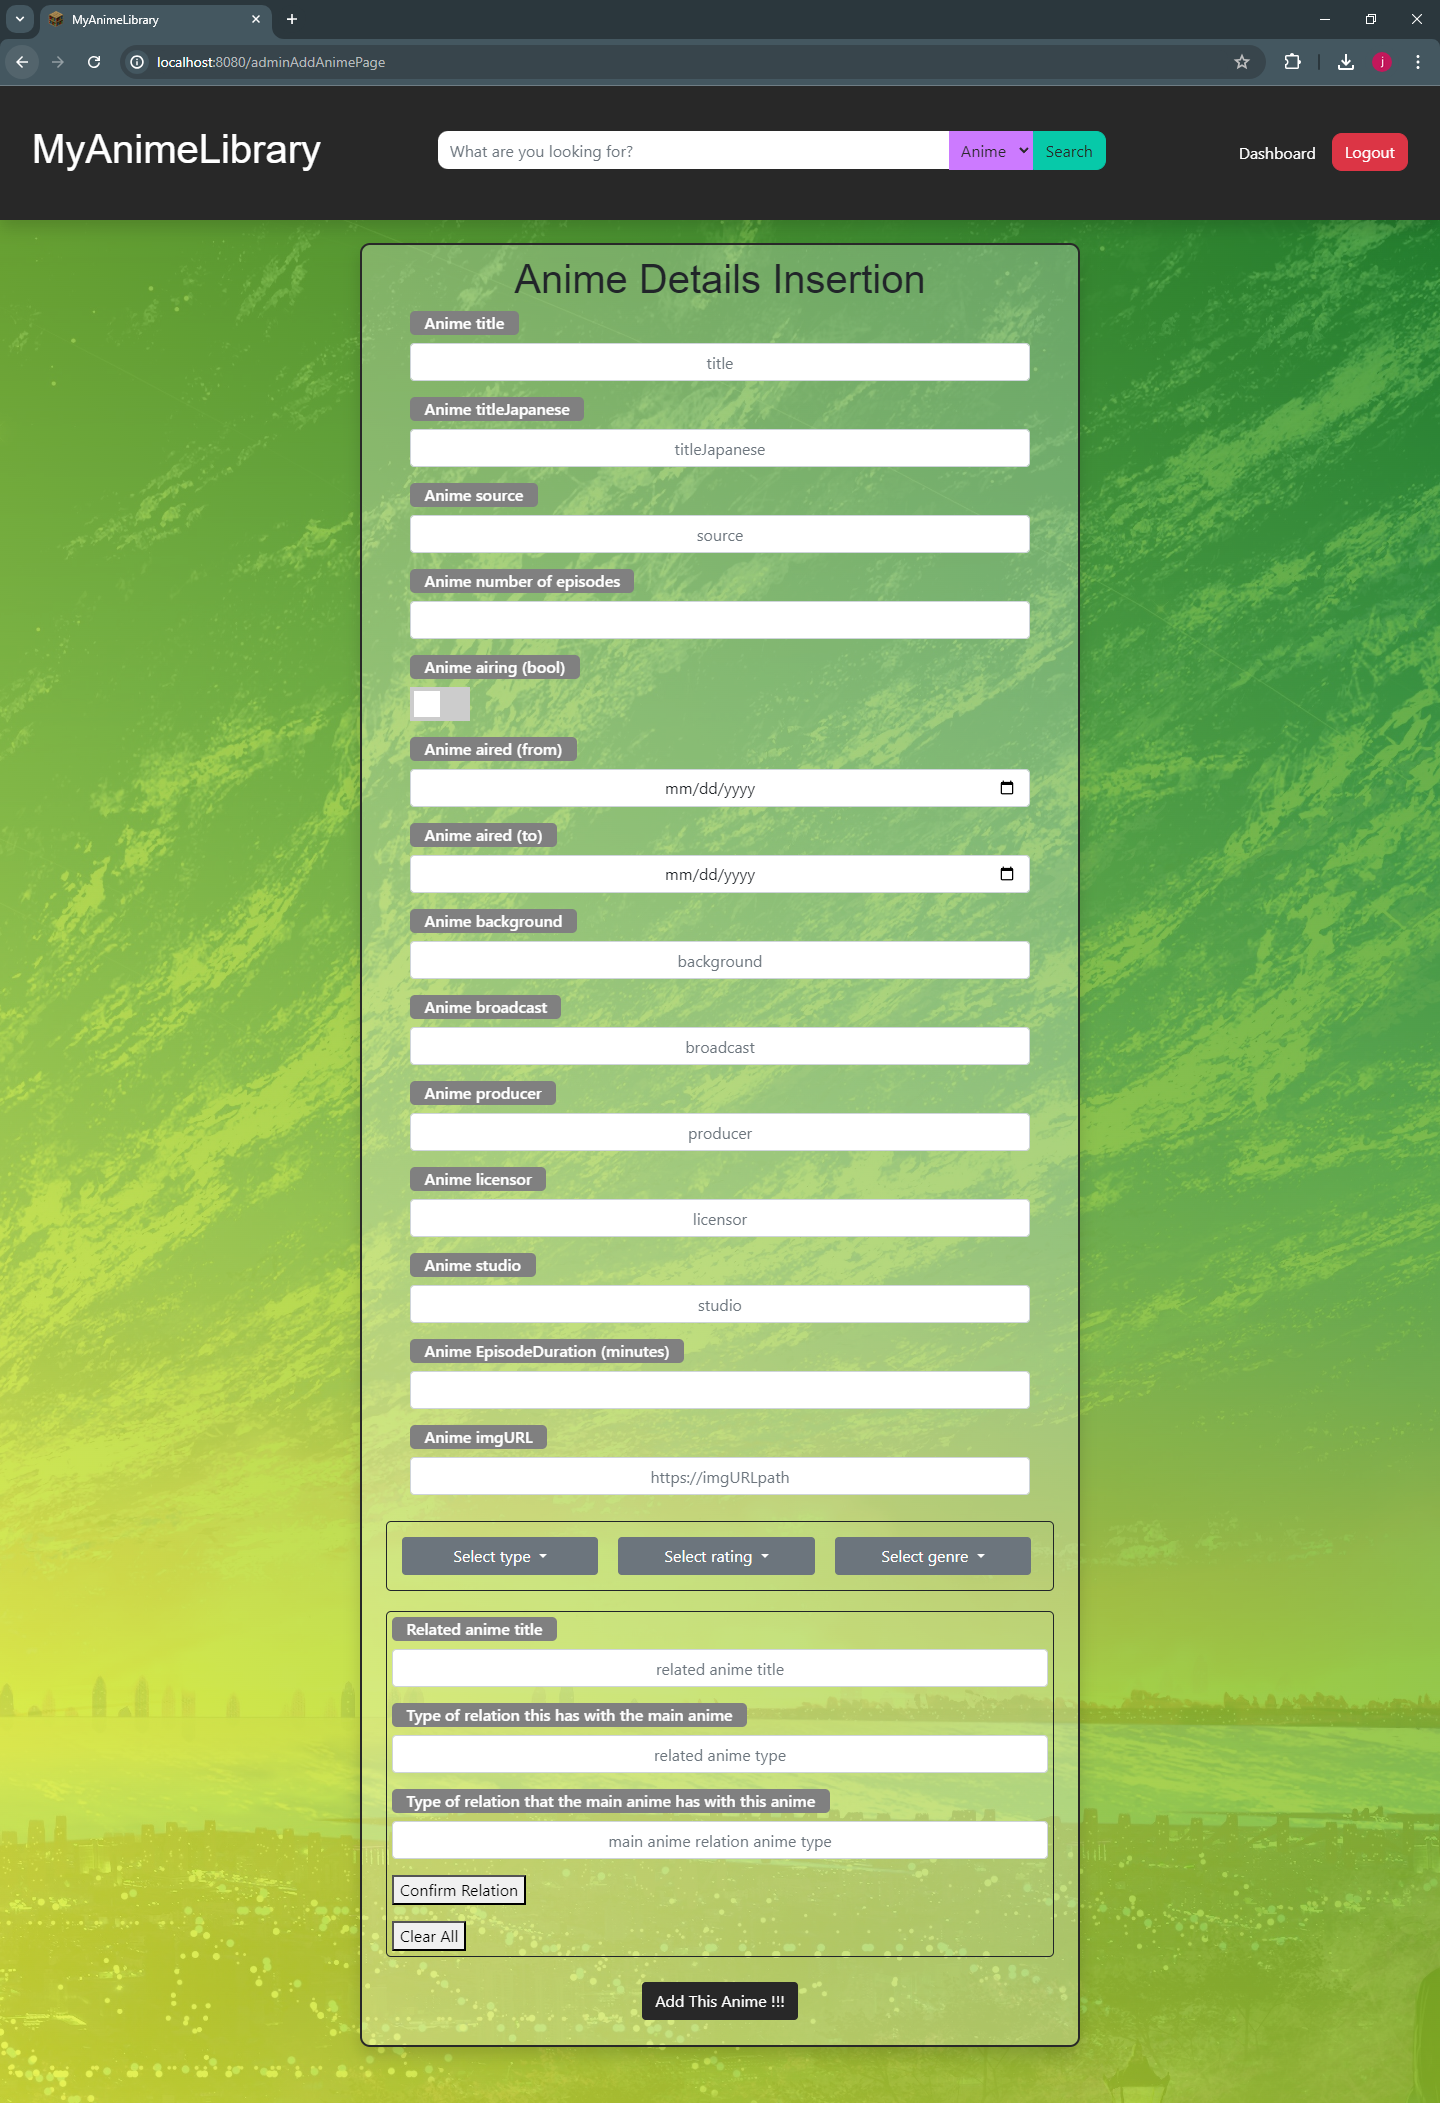 MyAnimeLibrary
localhost:8080/adminAddAnimePage
j
MyAnimeLibrary
What are you looking for?
Anime
Search
Dashboard
Logout
Anime Details Insertion
Anime title
title
Anime titleJapanese
titleJapanese
Anime source
source
Anime number of episodes
Anime airing (bool)
Anime aired (from)
mm/dd/yyyy
Anime aired (to)
mm/dd/yyyy
Anime background
background
Anime broadcast
broadcast
Anime producer
producer
Anime licensor
licensor
Anime studio
studio
Anime EpisodeDuration (minutes)
Anime imgURL
https://imgURLpath
Select type
Select rating
Select genre
Related anime title
related anime title
Type of relation this has with the main anime
related anime type
Type of relation that the main anime has with this anime
main anime relation anime type
Confirm Relation
Clear All
Add This Anime !!!